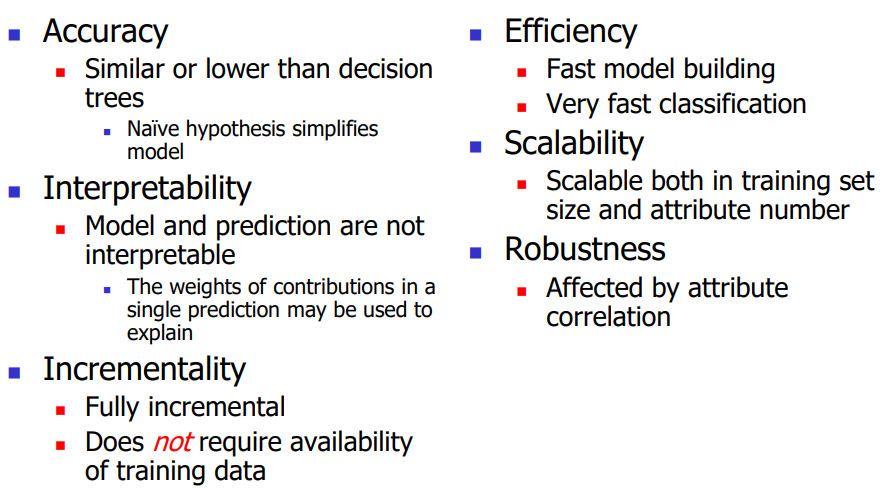 Accuracy
Similar or lower than decision
trees
Naïve hypothesis simplifies
model
Interpretability
Model and prediction are not
interpretable
The weights of contributions in a
single prediction may be used to
explain
Incrementality
Fully incremental
Does not require availability
of training data
Efficiency
Fast model building
Very fast classification
Scalability
Scalable both in training set
size and attribute number
Robustness
Affected by attribute
correlation